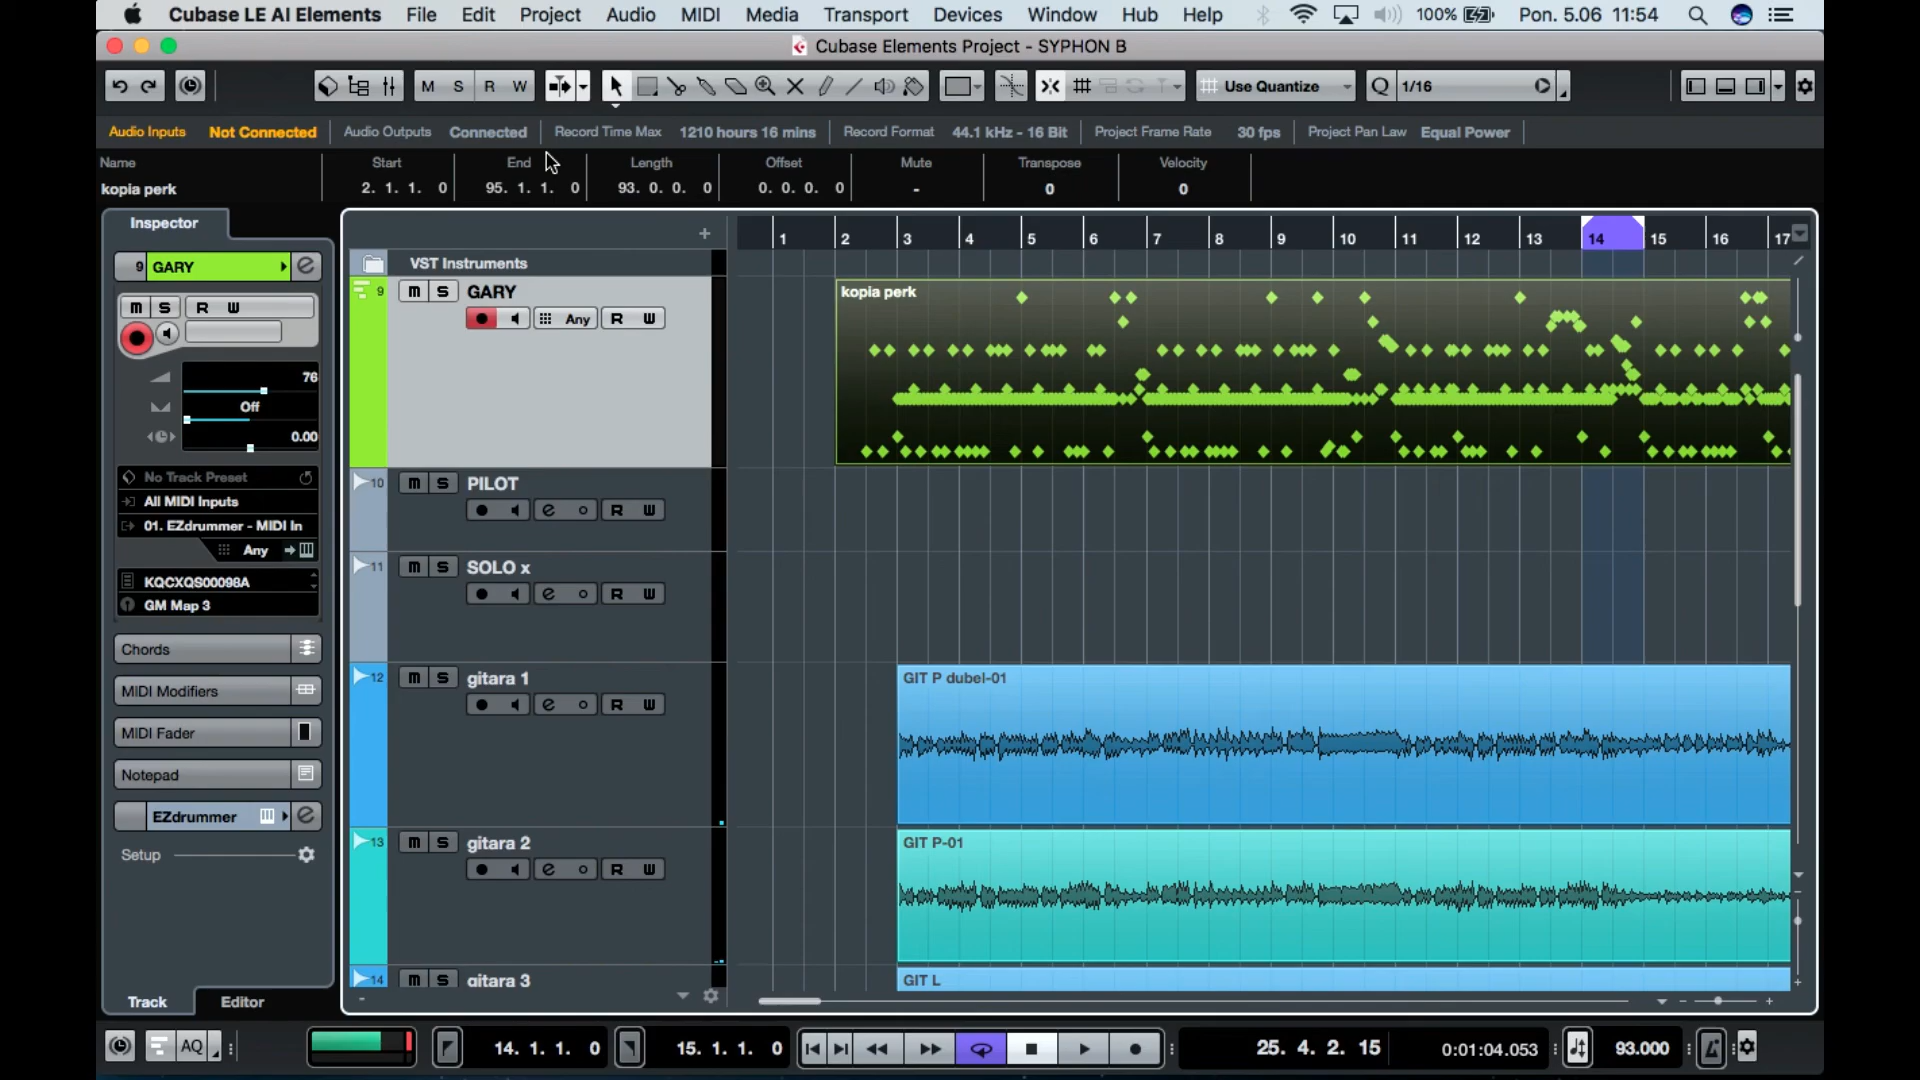 Cubase LE AI Elements File Edit Project Audio MIDI Media Transport Devices Window Hub Help 100% Pon. 5.06 11:54
Cubase Elements Project - SYPHON B
M S R W Use Quantize Q 1/16
Audio Inputs Not Connected Audio Outputs Connected Record Time Max 1210 hours 16 mins Record Format 44.1 kHz - 16 Bit Project Frame Rate 30 fps Project Pan Law Equal Power
Name Start End Length Offset Mute Transpose Velocity
kopia perk 2. 1. 1. 0 95. 1. 1. 0 93. 0. 0. 0 0. 0. 0. 0 - 0 0
Inspector
1 2 3 4 5 6 7 8 9 10 11 12 13 14 15 16 17
9 GARY
VST Instruments
9 m S GARY
kopia perk
m S R W
Any R W
76
Off
0.00
No Track Preset
All MIDI Inputs
01. EZdrummer - MIDI In
Any
KQCXQS00098A
GM Map 3
10 m S PILOT
R W
11 m S SOLO x
R W
Chords
MIDI Modifiers
MIDI Fader
Notepad
EZdrummer
Setup
12 m S gitara 1
R W
GIT P dubel-01
13 m S gitara 2
R W
GIT P-01
14 m S gitara 3
GIT L
Track Editor
AQ 14. 1. 1. 0 15. 1. 1. 0 25. 4. 2. 15 0:01:04.053 93.000